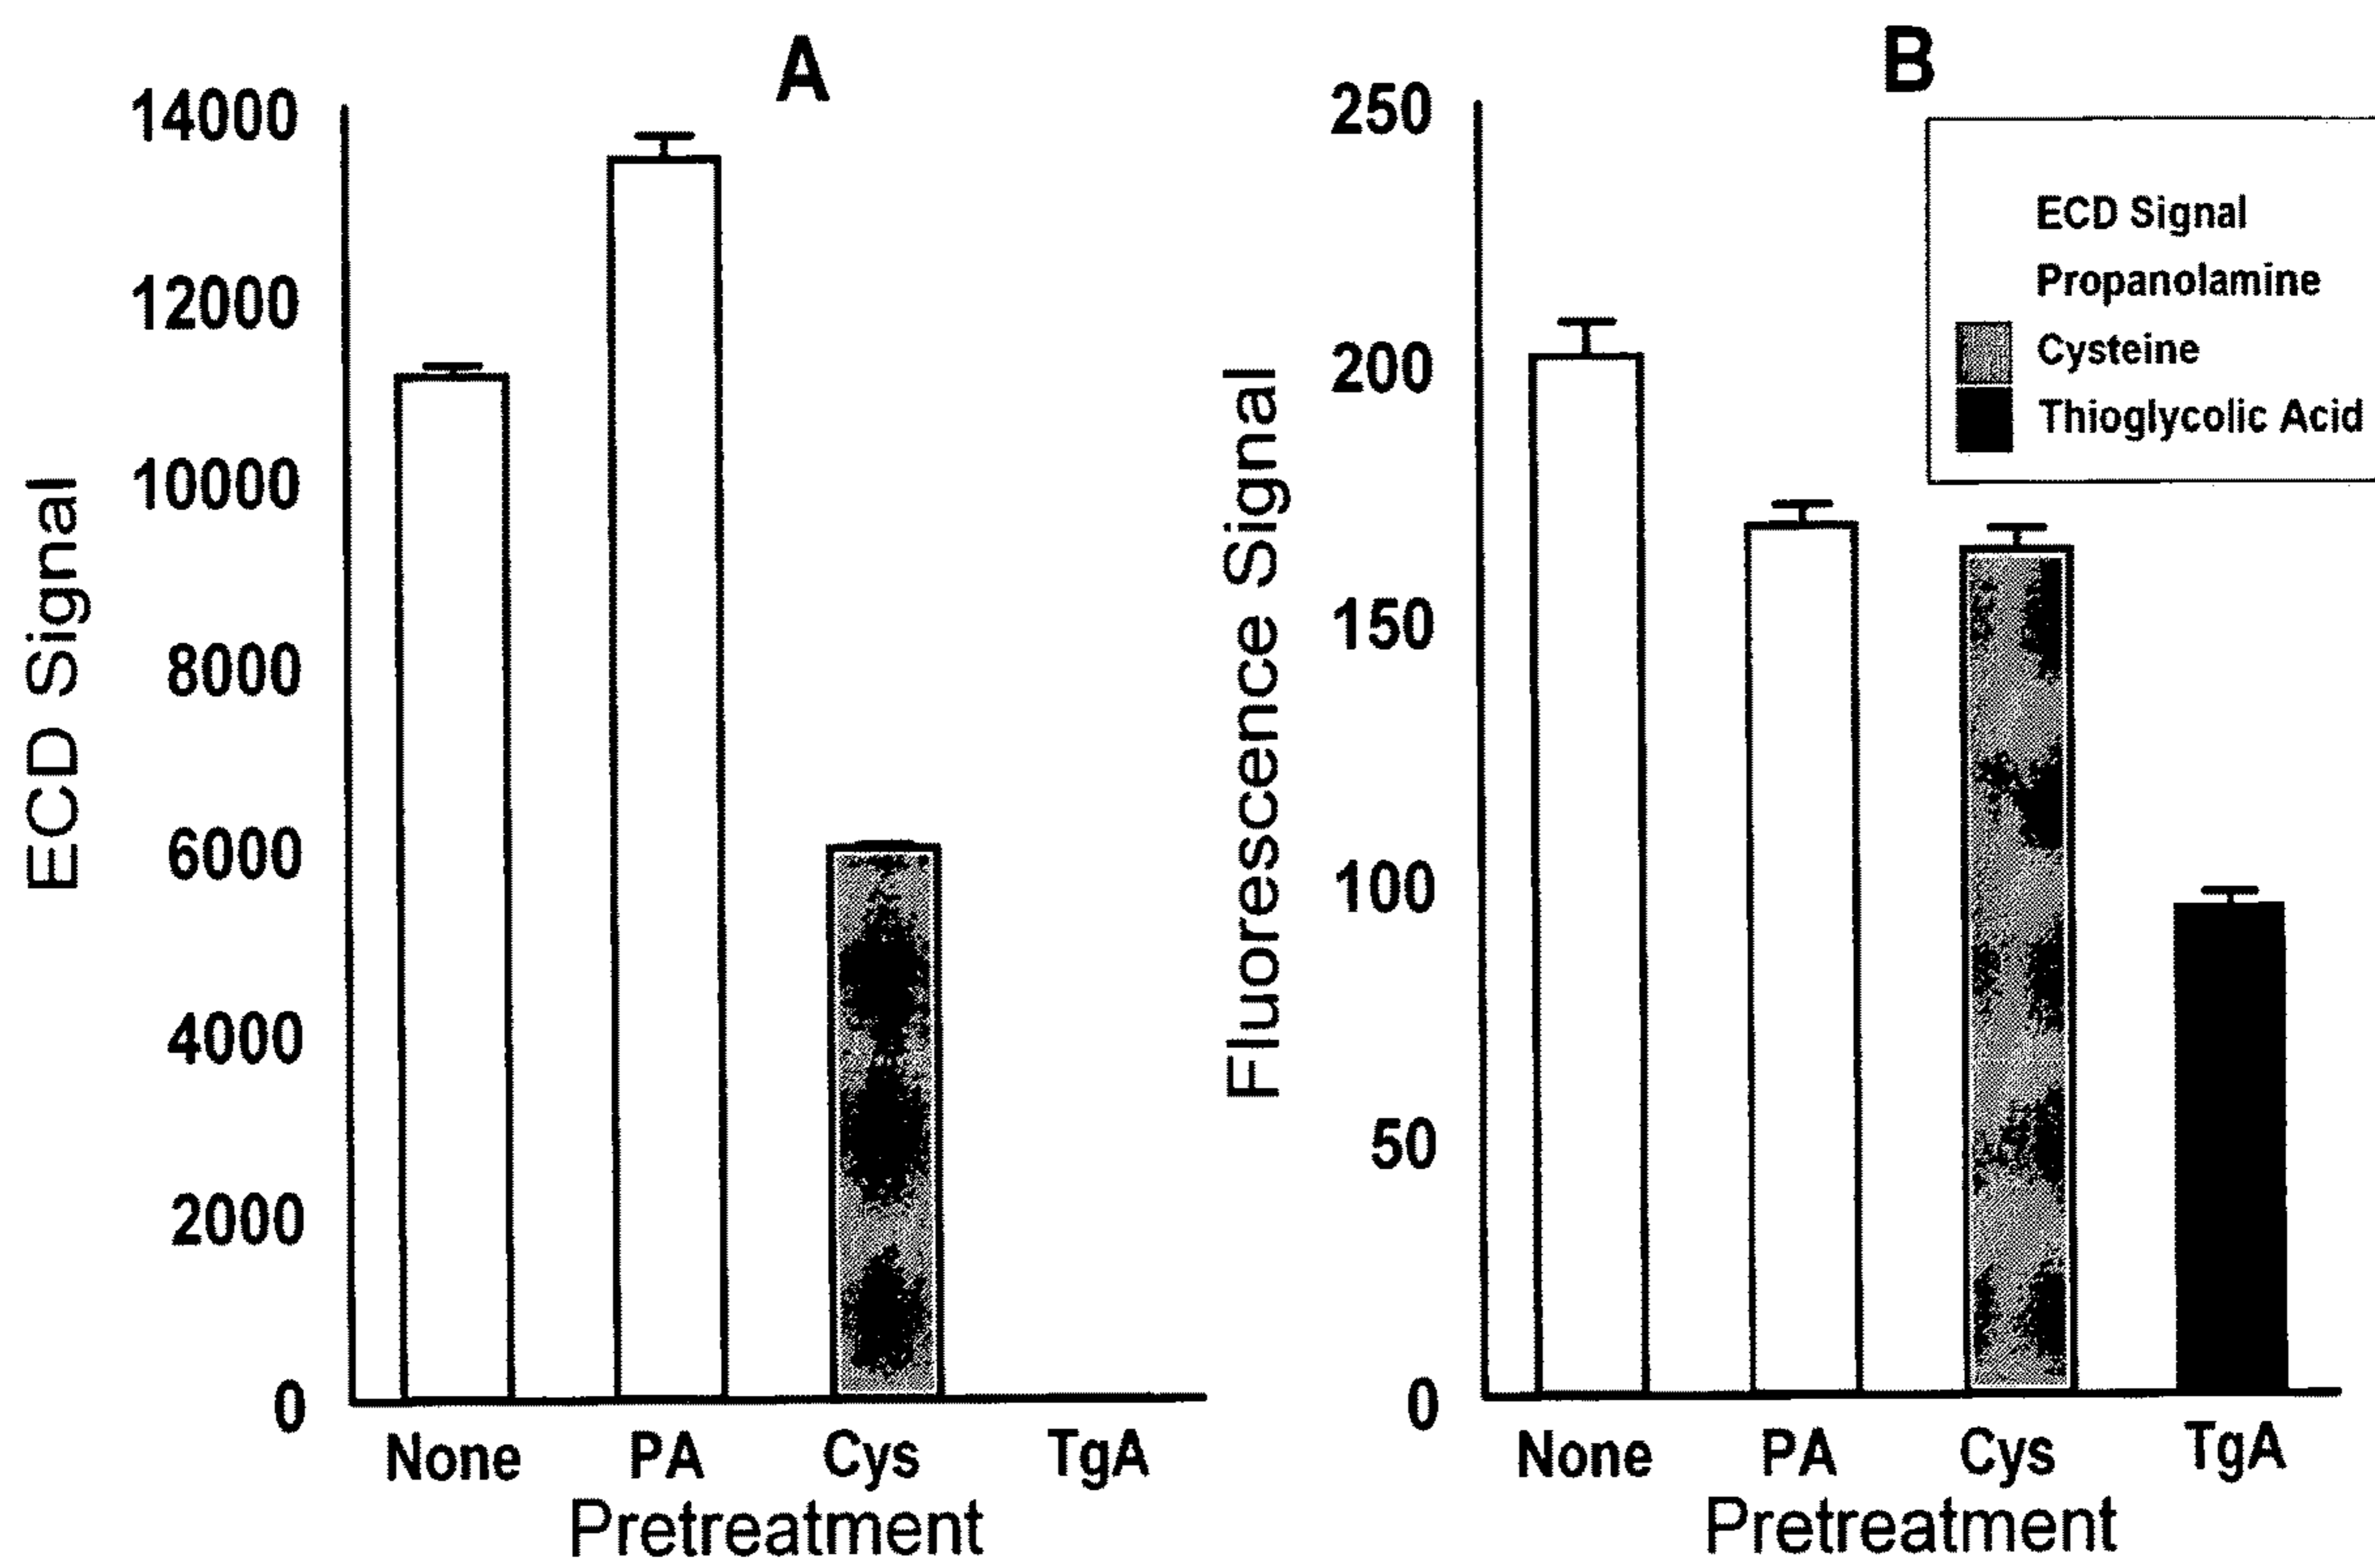 A
14000
12000
10000
8000
6000
4000
2000
0
ECD Signal
None PA Cys TgA
Pretreatment
B
250
200
150
100
50
0
Fluorescence Signal
ECD Signal
Propanolamine
Cysteine
Thioglycolic Acid
None PA Cys TgA
Pretreatment